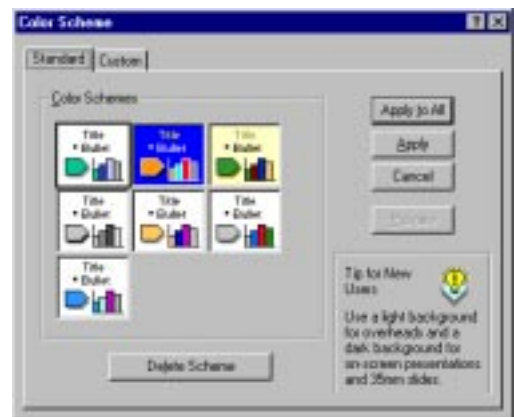 Color Scheme
Standard Custom
Color Schemes
Title
• Bullet
Title
• Bullet
Title
• Bullet
Title
• Bullet
Title
• Bullet
Title
• Bullet
Title
• Bullet
Delete Scheme
Apply to All
Apply
Cancel
Preview
Tip for New
Users
Use a light background
for overheads and a
dark background for
on-screen presentations
and 35mm slides.